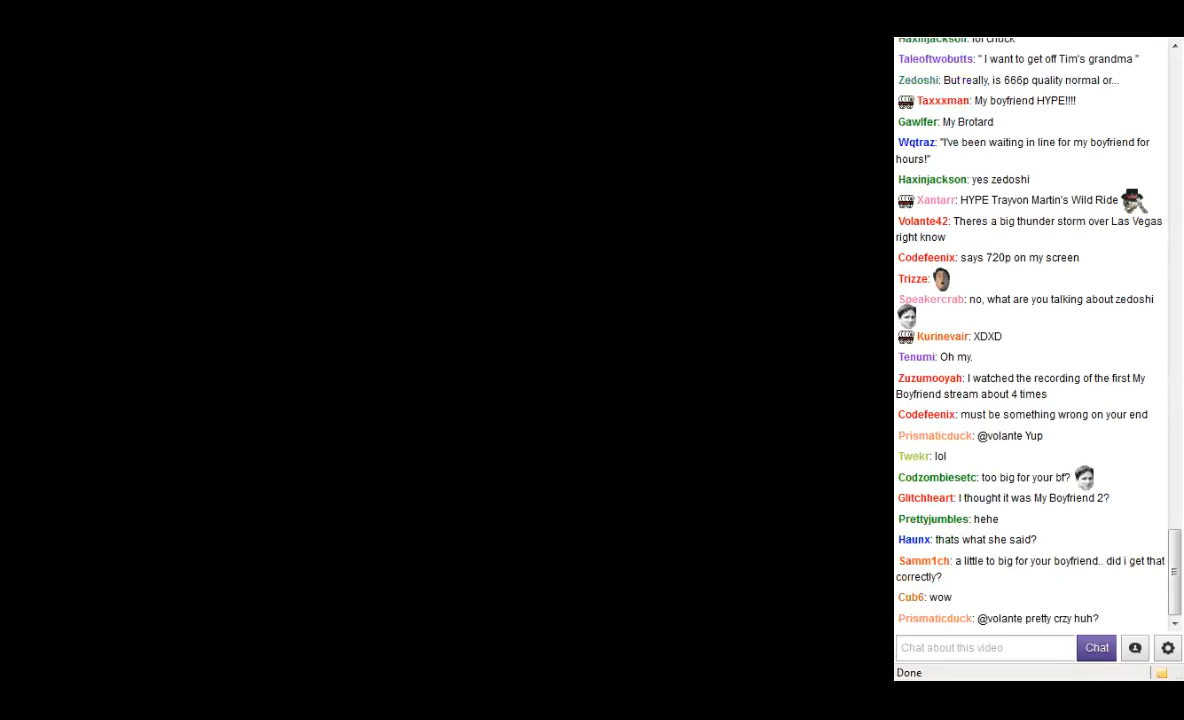 Haxinjackson: lol chuck
Taleoftwobutts: " I want to get off Tim's grandma "
Zedoshi: But really, is 666p quality normal or...
Taxxxman: My boyfriend HYPE!!!!
Gawlfer: My Brotard
Wqtraz: "I've been waiting in line for my boyfriend for
hours!"
Haxinjackson: yes zedoshi
Xantarr: HYPE Trayvon Martin's Wild Ride
Volante42: Theres a big thunder storm over Las Vegas
right know
Codefeenix: says 720p on my screen
Trizze:
Speakercrab: no, what are you talking about zedoshi
Kurinevair: XDXD
Tenumi: Oh my.
Zuzumooyah: I watched the recording of the first My
Boyfriend stream about 4 times
Codefeenix: must be something wrong on your end
Prismaticduck: @volante Yup
Twekr: lol
Codzombiesetc: too big for your bf?
Glitchheart: I thought it was My Boyfriend 2?
Prettyjumbles: hehe
Haunx: thats what she said?
Samm1ch: a little to big for your boyfriend.. did i get that
correctly?
Cub6: wow
Prismaticduck: @volante pretty crzy huh?
Chat about this video
Chat
Done